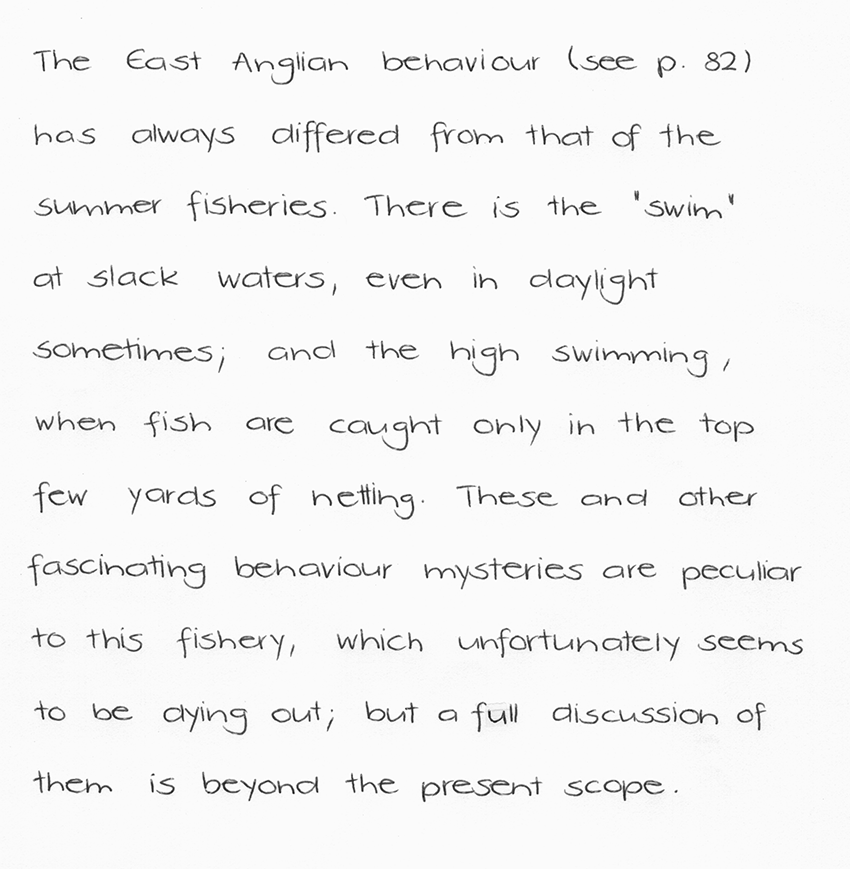 The East Anglian behaviour (see p. 82)
has always differed from that of the
summer fisheries. There is the "swim"
at slack waters, even in daylight
sometimes; and the high swimming,
when fish are caught only in the top
few yards of netting. These and other
fascinating behaviour mysteries are peculiar
to this fishery, which unfortunately seems
to be dying out; but a full discussion of
them is beyond the present scope.